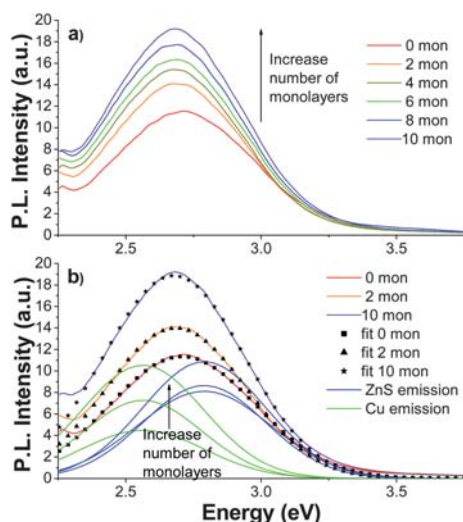 a)
P.L. Intensity (a.u.)
20
18
16
14
12
10
8
6
4
2
0
2.5
3.0
3.5
Increase
number of
monolayers
0 mon
2 mon
4 mon
6 mon
8 mon
10 mon
b)
P.L. Intensity (a.u.)
20
18
16
14
12
10
8
6
4
2
0
2.5
3.0
3.5
Energy (eV)
Increase
number of
monolayers
0 mon
2 mon
10 mon
fit 0 mon
fit 2 mon
fit 10 mon
ZnS emission
Cu emission